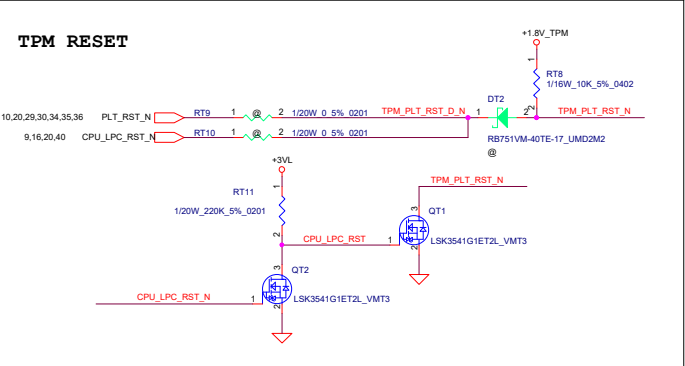 TPM RESET
+1.8V_TPM
1
RT8
1/16W_10K_5%_0402
2
DT2
10,20,29,30,34,35,36 PLT_RST_N RT9 1 @ 2 1/20W_0_5%_0201 TPM_PLT_RST_D_N 1 2 TPM_PLT_RST_N
9,16,20,40 CPU_LPC_RST_N RT10 1 @ 2 1/20W_0_5%_0201
RB751VM-40TE-17_UMD2M2
@
+3VL
1
RT11
1/20W_220K_5%_0201
2
TPM_PLT_RST_N
3
QT1
CPU_LPC_RST 1
LSK3541G1ET2L_VMT3
2
3
QT2
CPU_LPC_RST_N 1
LSK3541G1ET2L_VMT3
2